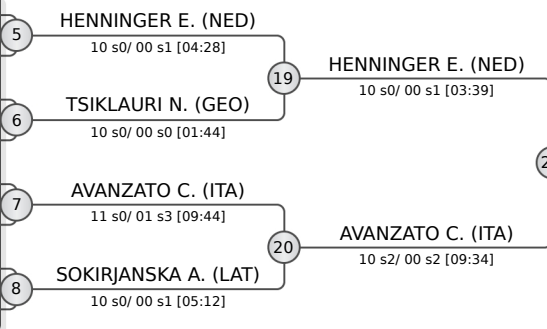 5
HENNINGER E. (NED)
10 s0/ 00 s1 [04:28]
19
HENNINGER E. (NED)
10 s0/ 00 s1 [03:39]
6
TSIKLAURI N. (GEO)
10 s0/ 00 s0 [01:44]
7
AVANZATO C. (ITA)
11 s0/ 01 s3 [09:44]
20
AVANZATO C. (ITA)
10 s2/ 00 s2 [09:34]
8
SOKIRJANSKA A. (LAT)
10 s0/ 00 s1 [05:12]